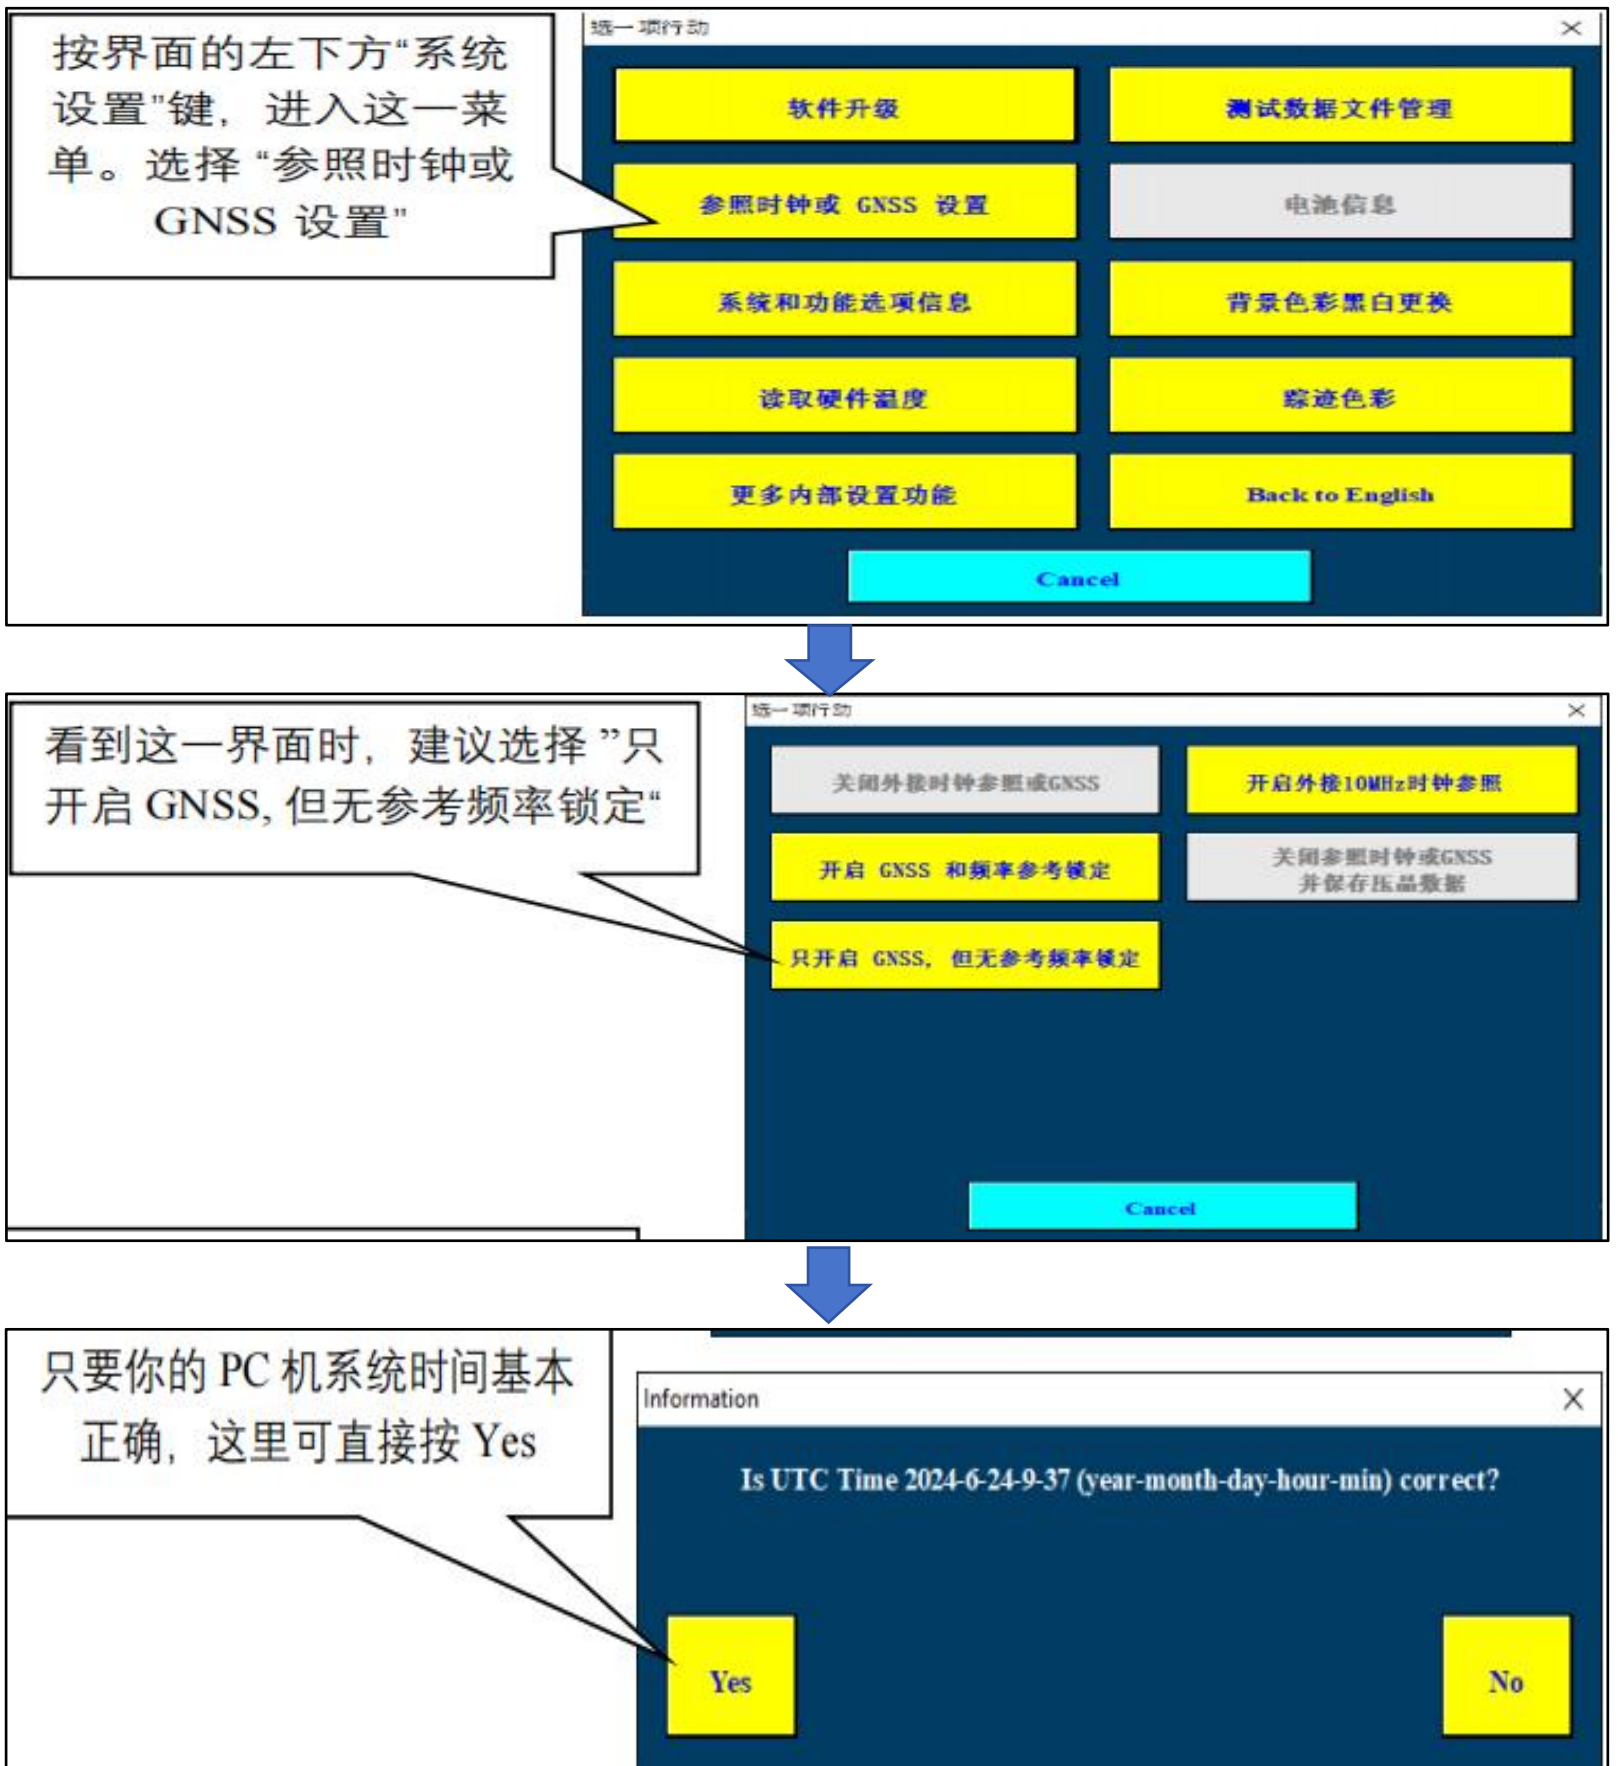 按界面的左下方“系统
设置”键，进入这一菜
单。选择 “参照时钟或
GNSS 设置”
选一项行动
软件升级
测试数据文件管理
参照时钟或 GNSS 设置
电池信息
系统和功能选项信息
背景色彩黑白更换
读取硬件温度
踪迹色彩
更多内部设置功能
Back to English
Cancel
看到这一界面时，建议选择 ”只
开启 GNSS, 但无参考频率锁定“
选一项行动
关闭外接时钟参照或GNSS
开启外接10MHz时钟参照
开启 GNSS 和频率参考锁定
关闭参照时钟或GNSS
并保存压晶数据
只开启 GNSS, 但无参考频率锁定
Cancel
只要你的 PC 机系统时间基本
正确，这里可直接按 Yes
Information
Is UTC Time 2024-6-24-9-37 (year-month-day-hour-min) correct?
Yes
No